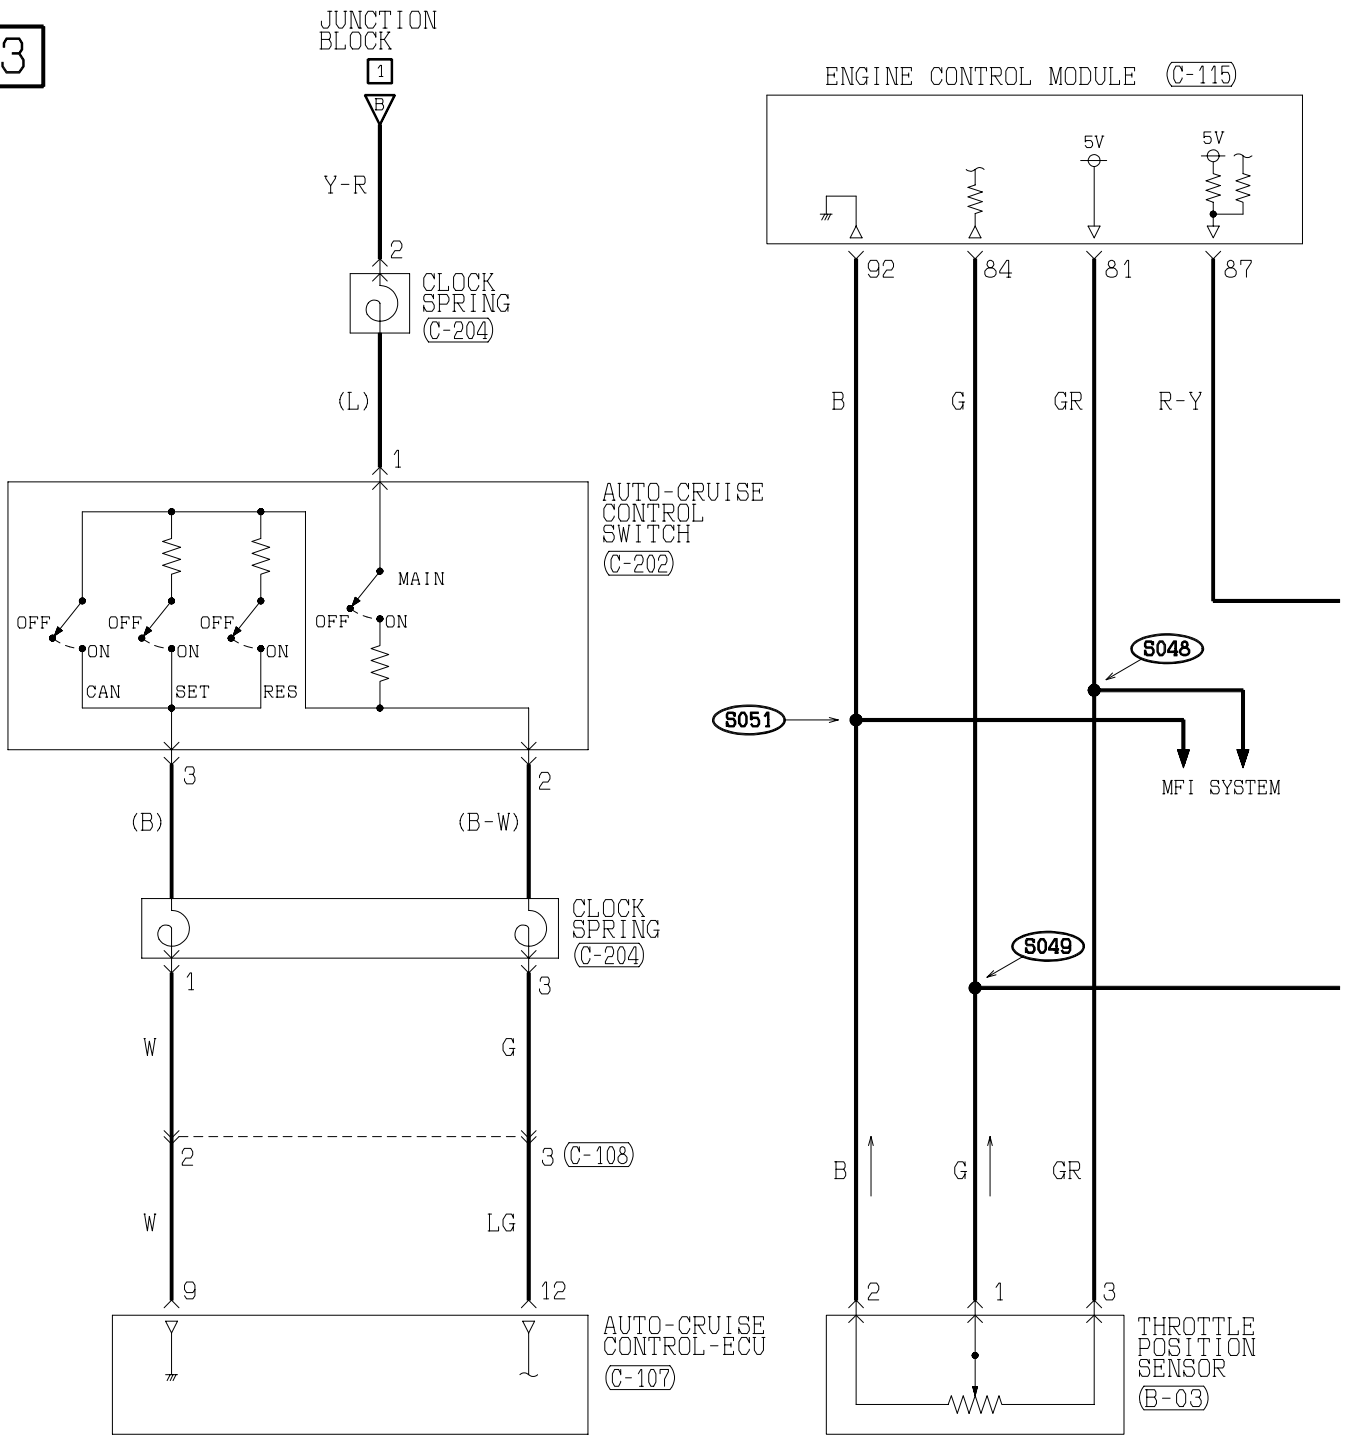 3
JUNCTION
BLOCK
1
B
Y-R
2
CLOCK
SPRING
(C-204)
(L)
1
AUTO-CRUISE
CONTROL
SWITCH
(C-202)
MAIN
OFF
ON
OFF
ON
OFF
ON
OFF
ON
CAN
SET
RES
3
2
(B)
(B-W)
CLOCK
SPRING
(C-204)
1
3
W
G
2
3 (C-108)
W
LG
9
12
AUTO-CRUISE
CONTROL-ECU
(C-107)
ENGINE CONTROL MODULE (C-115)
5V
5V
92
84
81
87
B
G
GR
R-Y
S048
S051
MFI SYSTEM
S049
B
G
GR
2
1
3
THROTTLE
POSITION
SENSOR
(B-03)